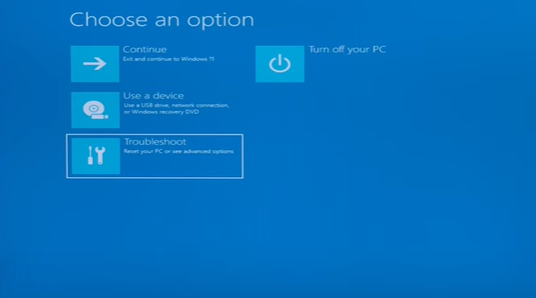 Choose an option
Continue
Exit and continue to Windows 11
Turn off your PC
Use a device
Use a USB drive, network connection,
or Windows recovery DVD
Troubleshoot
Reset your PC or see advanced options